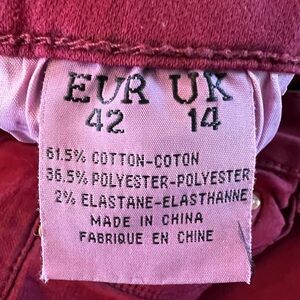 EUR UK
42 14
61.5% COTTON-COTON
36.5% POLYESTER-POLYESTER
2% ELASTANE-ELASTHANNE
MADE IN CHINA
FABRIQUE EN CHINE